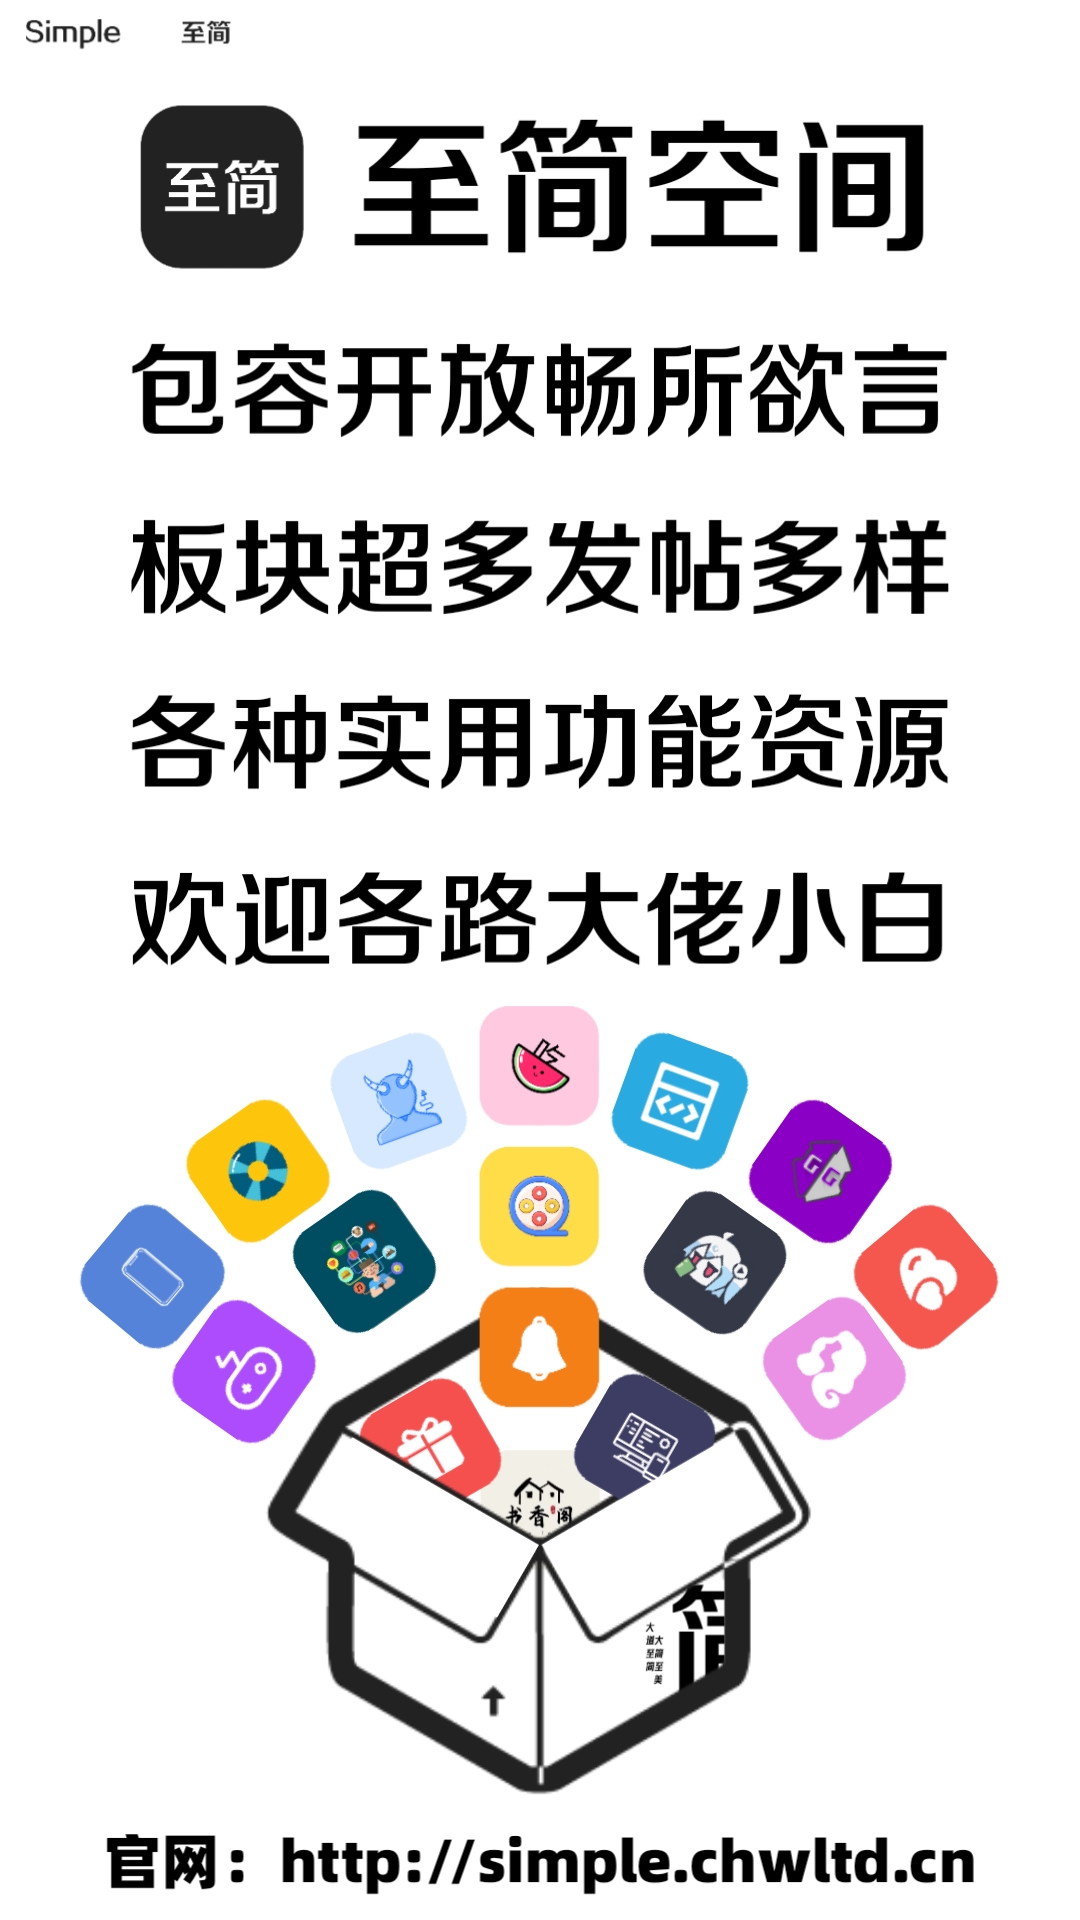 Simple 至简
至简 至简空间
包容开放畅所欲言
板块超多发帖多样
各种实用功能资源
欢迎各路大佬小白
吃
GG
书香阁
简
大道至简
大简至美
官网：http://simple.chwltd.cn